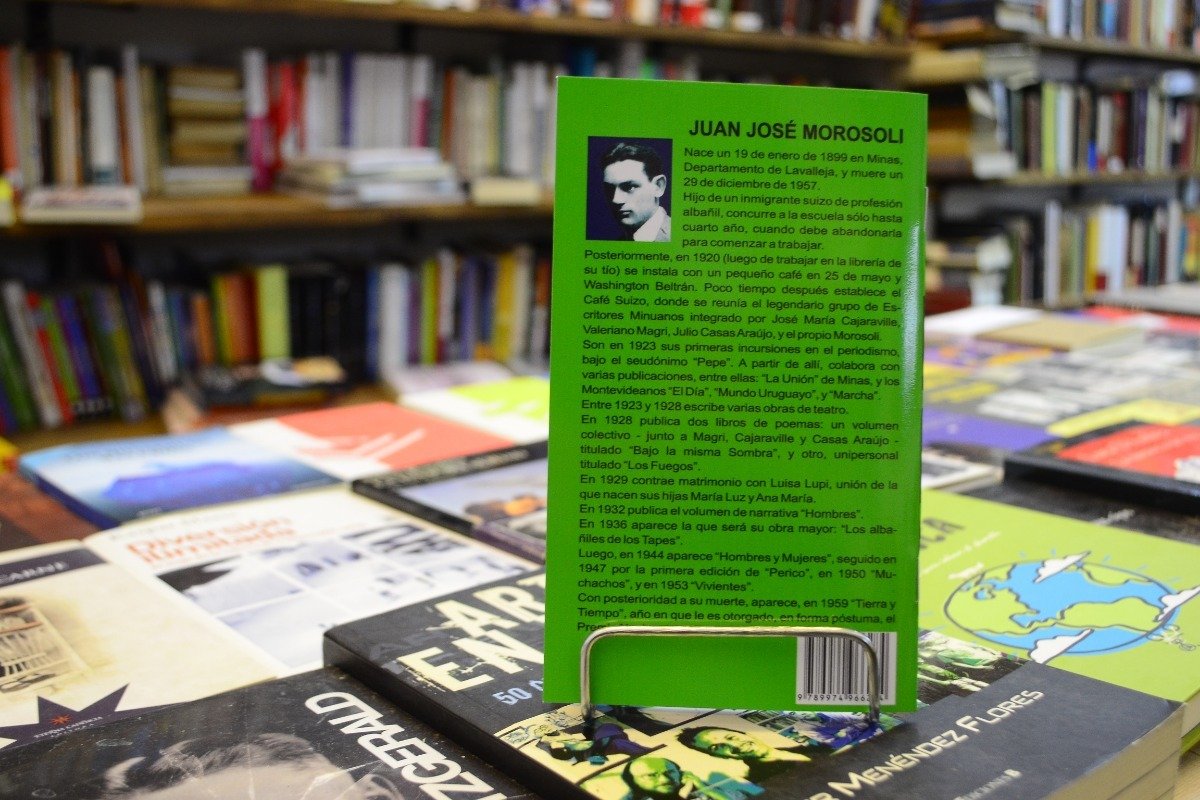 JUAN JOSÉ MOROSOLI
Nace un 19 de enero de 1899 en Minas,
Departamento de Lavalleja, y muere un
29 de diciembre de 1957.
Hijo de un inmigrante suizo de profesión
albañil, concurre a la escuela sólo hasta
cuarto año, cuando debe abandonarla
para comenzar a trabajar.
Posteriormente, en 1920 (luego de trabajar en la librería de
su tío) se instala con un pequeño café en 25 de mayo y
Washington Beltrán. Poco tiempo después establece el
Café Suizo, donde se reunía el legendario grupo de Es-
critores Minuanos integrado por José María Cajaraville,
Valeriano Magri, Julio Casas Araújo, y el propio Morosoli.
Son en 1923 sus primeras incursiones en el periodismo,
bajo el seudónimo "Pepe". A partir de allí, colabora con
varias publicaciones, entre ellas: "La Unión" de Minas, y los
Montevideanos "El Día", "Mundo Uruguayo", y "Marcha".
Entre 1923 y 1928 escribe varias obras de teatro.
En 1928 publica dos libros de poemas: un volumen
colectivo - junto a Magri, Cajaraville y Casas Araújo -
titulado "Bajo la misma Sombra", y otro, unipersonal
titulado "Los Fuegos".
En 1929 contrae matrimonio con Luisa Lupi, unión de la
que nacen sus hijas María Luz y Ana María.
En 1932 publica el volumen de narrativa "Hombres".
En 1936 aparece la que será su obra mayor: "Los alba-
ñiles de los Tapes".
Luego, en 1944 aparece "Hombres y Mujeres", seguido en
1947 por la primera edición de "Perico", en 1950 "Mu-
chachos", y en 1953 "Vivientes".
Con posterioridad a su muerte, aparece, en 1959 "Tierra y
Tiempo", año en que le es otorgado, en forma póstuma, el
9 789974 966
Diversión
50
MENÉNDEZ FLORES
ZGERALD